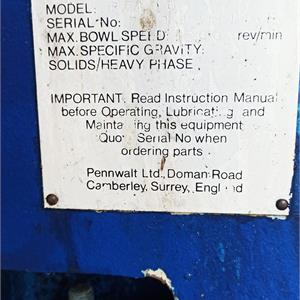 MODEL:
SERIAL-No:
MAX. BOWL SPEED rev/min
MAX. SPECIFIC GRAVITY:
SOLIDS/HEAVY PHASE
IMPORTANT: Read Instruction Manual
before Operating, Lubricating and
Maintaining this equipment
Quote Serial No when
ordering parts
Pennwalt Ltd., Doman Road
Camberley, Surrey, England